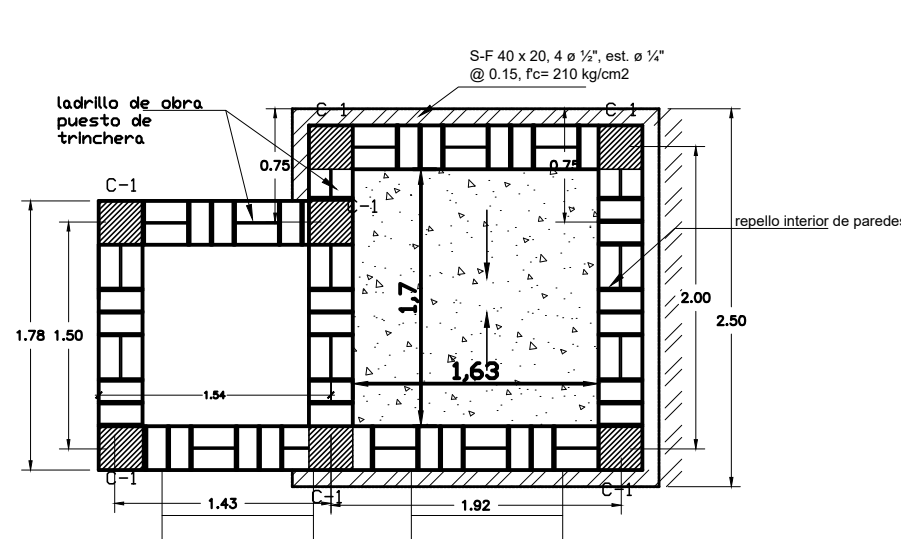 S-F 40 x 20, 4 ø ½", est. ø ¼"
@ 0.15, f'c= 210 kg/cm2
ladrillo de obra
puesto de
trinchera
C-1
C-1
0.75
0.75
C-1
C-1
repello interior de paredes
1,7
2.00
2.50
1.78
1.50
1,63
1.54
C-1
C-1
C-1
1.43
1.92